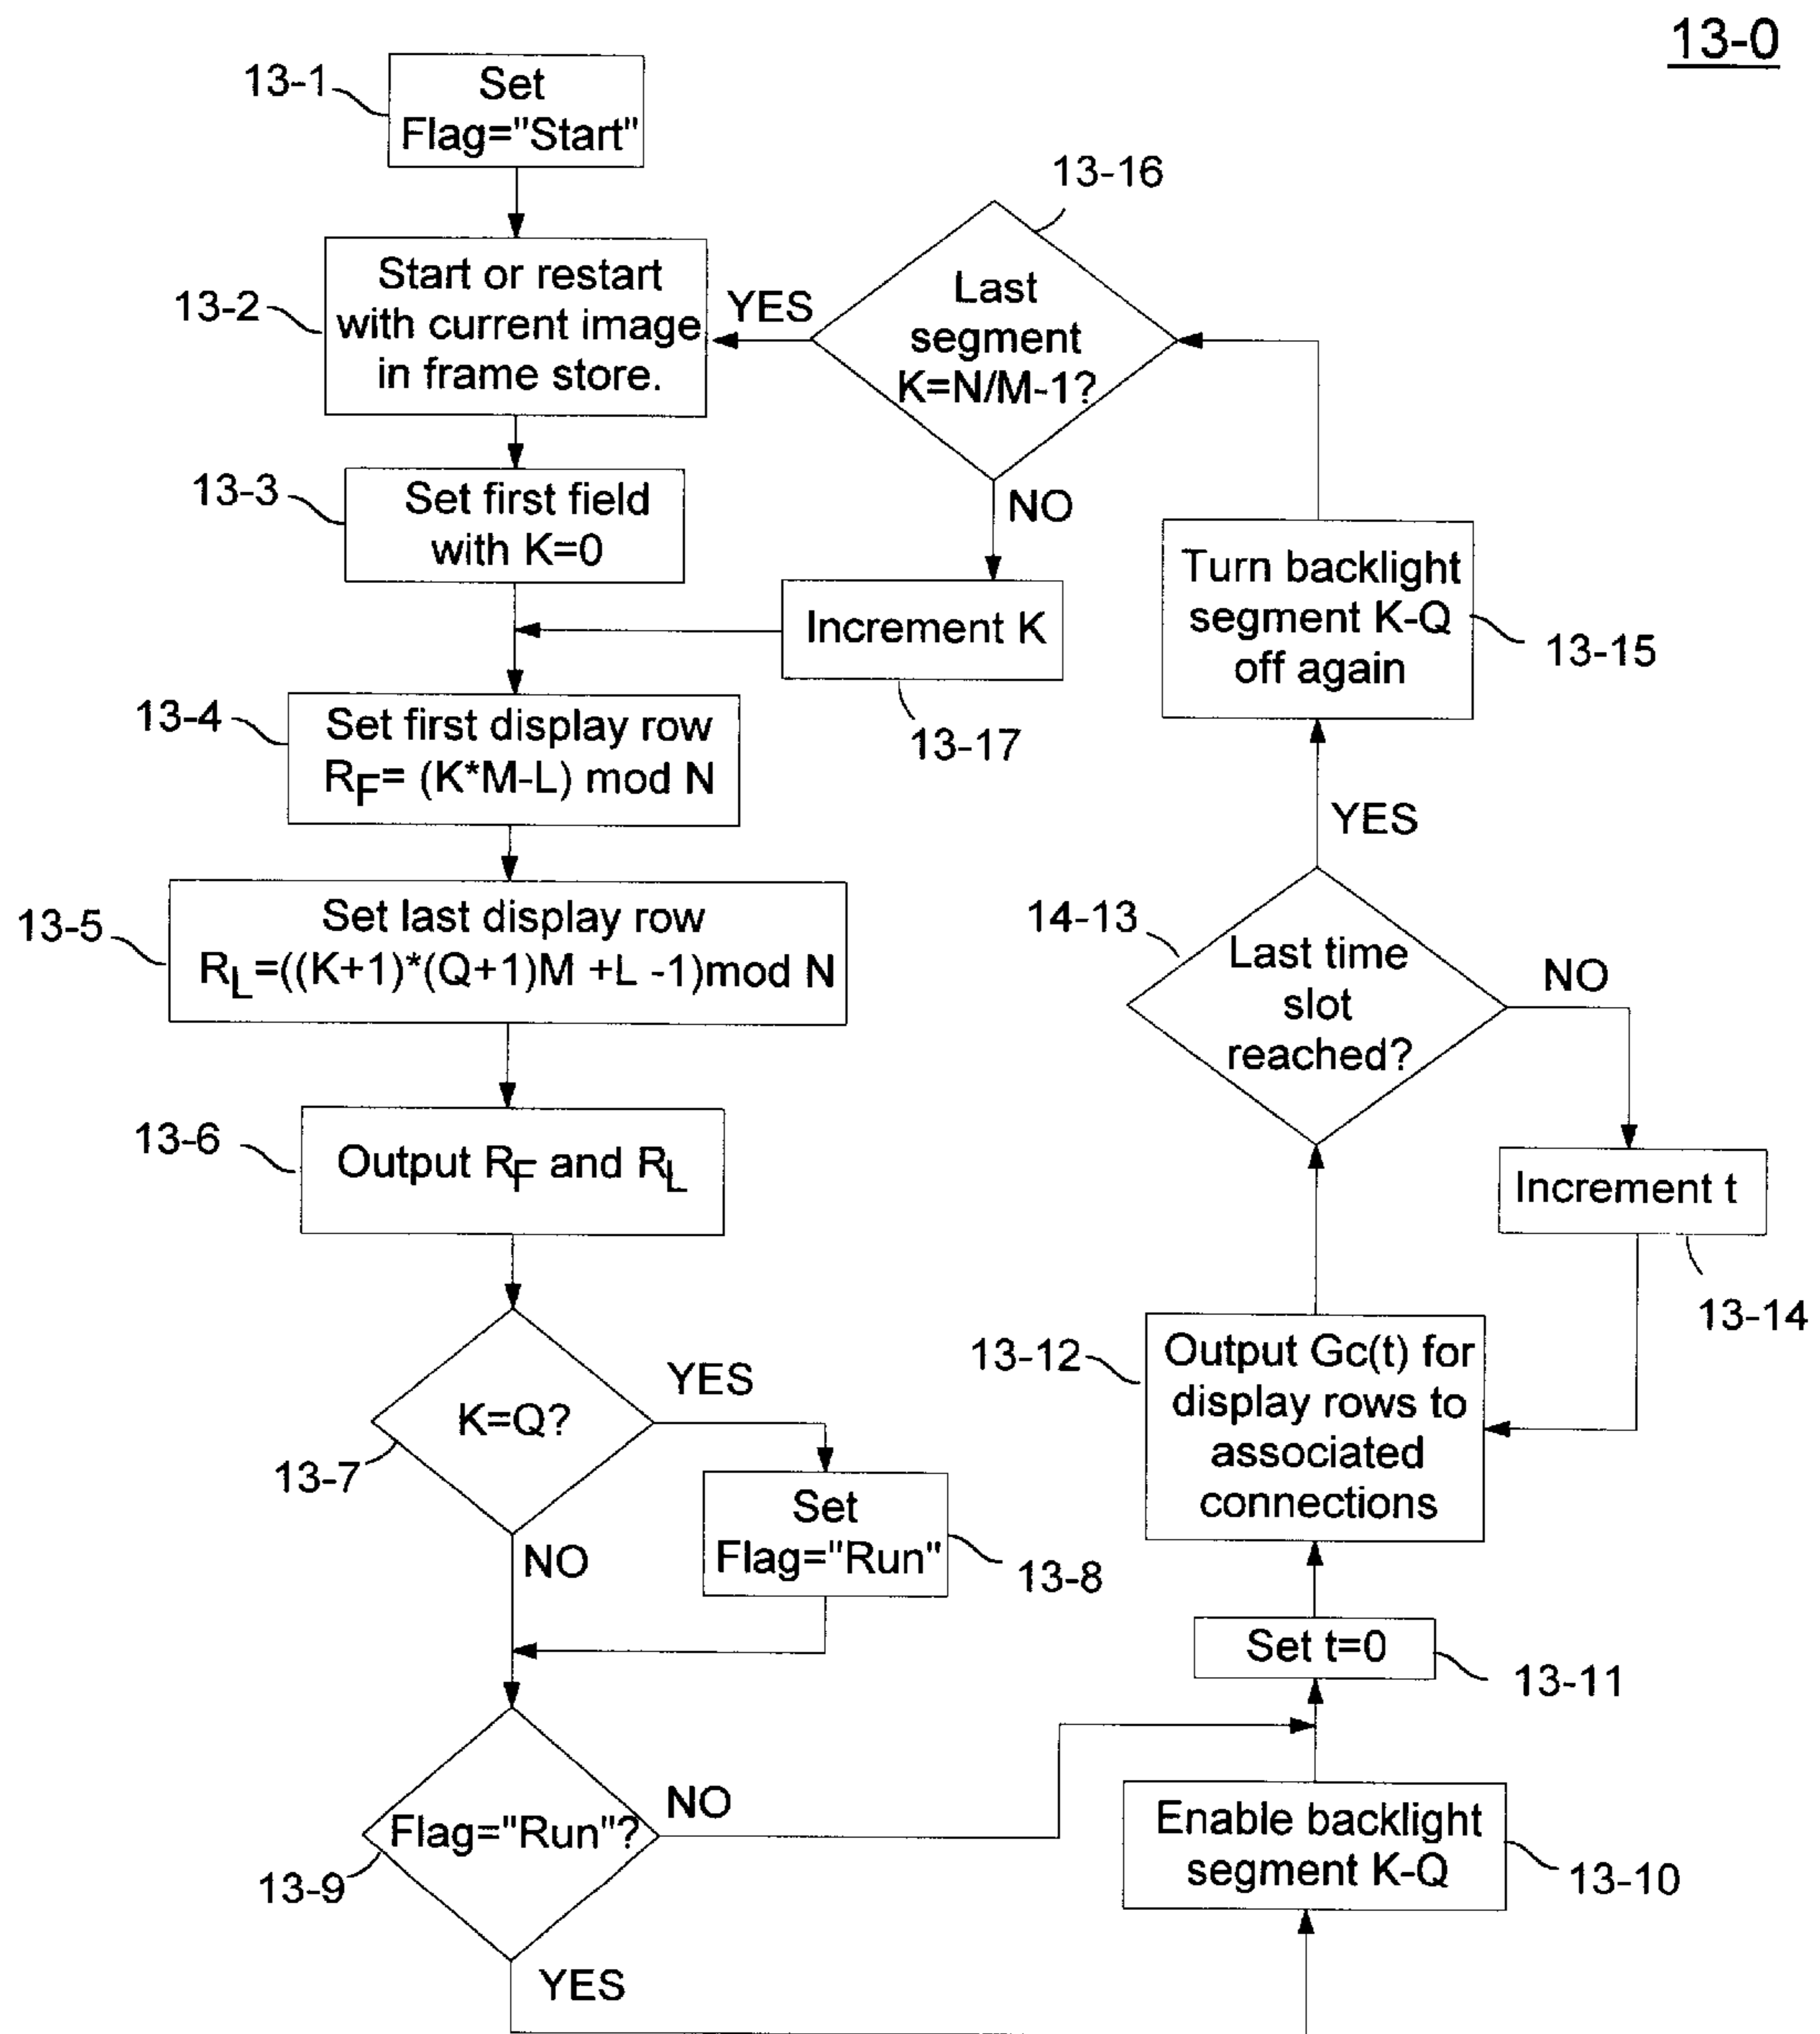 13-0
13-1
Set
Flag="Start"
13-2
Start or restart
with current image
in frame store.
13-3
Set first field
with K=0
13-4
Set first display row
RF= (K*M-L) mod N
13-5
Set last display row
RL=((K+1)*(Q+1)M +L -1)mod N
13-6
Output RF and RL
13-7
K=Q?
YES
NO
Set
Flag="Run"
13-8
Flag="Run"?
13-9
NO
YES
Enable backlight
segment K-Q
13-10
Set t=0
13-11
13-12
Output Gc(t) for
display rows to
associated
connections
14-13
Last time
slot
reached?
NO
YES
Increment t
13-14
Turn backlight
segment K-Q
off again
13-15
13-16
Last
segment
K=N/M-1?
YES
NO
Increment K
13-17